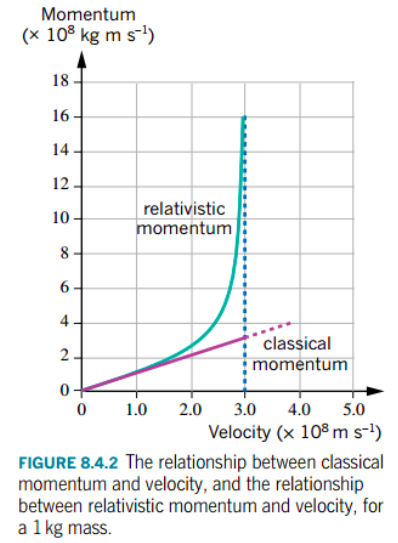 Momentum
(× 10⁸ kg m s⁻¹)
18
16
14
12
10
8
6
4
2
0
relativistic
momentum
classical
momentum
0 1.0 2.0 3.0 4.0 5.0
Velocity (× 10⁸ m s⁻¹)
FIGURE 8.4.2 The relationship between classical
momentum and velocity, and the relationship
between relativistic momentum and velocity, for
a 1 kg mass.